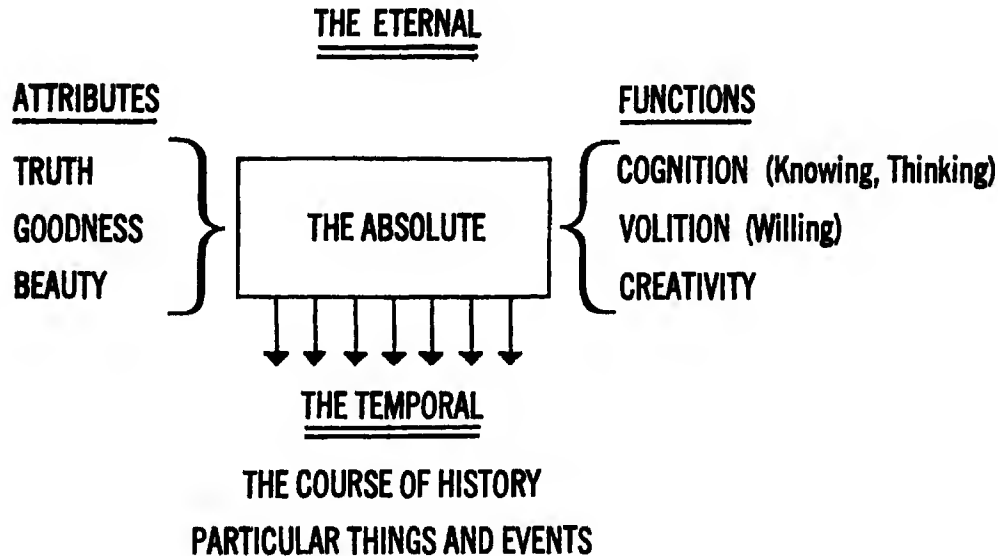 THE ETERNAL
ATTRIBUTES
TRUTH
GOODNESS
BEAUTY
THE ABSOLUTE
FUNCTIONS
COGNITION (Knowing, Thinking)
VOLITION (Willing)
CREATIVITY
THE TEMPORAL
THE COURSE OF HISTORY
PARTICULAR THINGS AND EVENTS